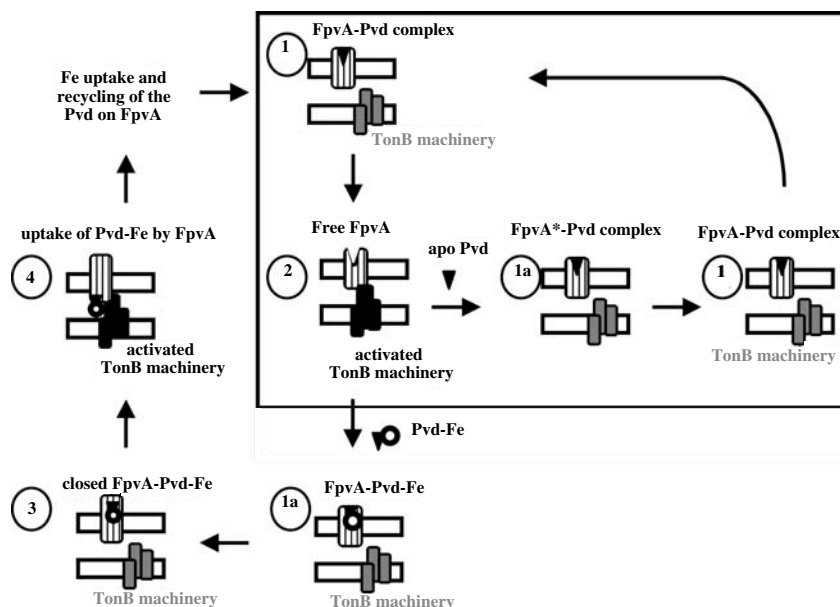 FpvA-Pvd complex
1
TonB machinery
Fe uptake and
recycling of the
Pvd on FpvA
uptake of Pvd-Fe by FpvA
4
activated
TonB machinery
Free FpvA
2
activated
TonB machinery
apo Pvd
FpvA*-Pvd complex
1a
FpvA-Pvd complex
1
TonB machinery
Pvd-Fe
closed FpvA-Pvd-Fe
3
TonB machinery
FpvA-Pvd-Fe
1a
TonB machinery